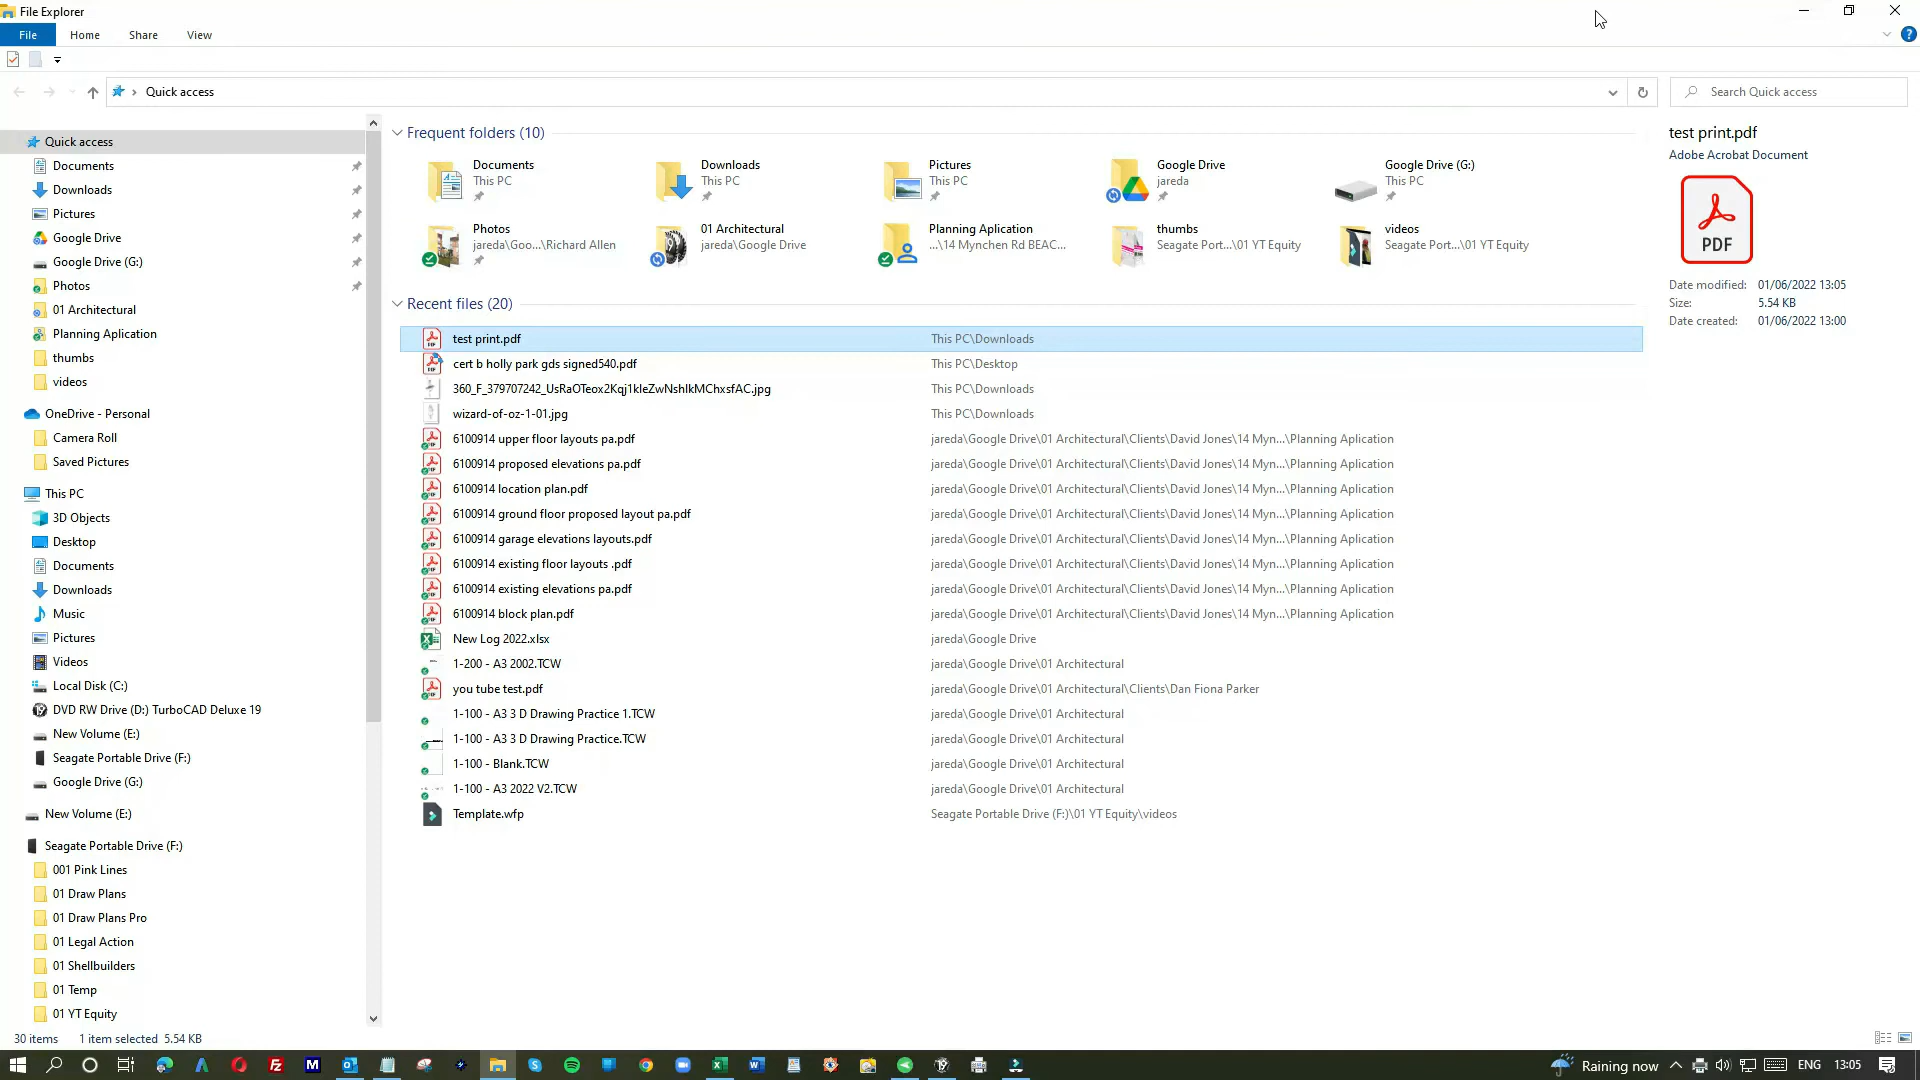 File Explorer
File Home Share View
Quick access
Search Quick access
Quick access
Documents
Downloads
Pictures
Google Drive
Google Drive (G:)
Photos
01 Architectural
Planning Aplication
thumbs
videos
OneDrive - Personal
Camera Roll
Saved Pictures
This PC
3D Objects
Desktop
Documents
Downloads
Music
Pictures
Videos
Local Disk (C:)
DVD RW Drive (D:) TurboCAD Deluxe 19
New Volume (E:)
Seagate Portable Drive (F:)
Google Drive (G:)
New Volume (E:)
Seagate Portable Drive (F:)
001 Pink Lines
01 Draw Plans
01 Draw Plans Pro
01 Legal Action
01 Shellbuilders
01 Temp
01 YT Equity
Frequent folders (10)
Documents
This PC
Downloads
This PC
Pictures
This PC
Google Drive
jareda
Google Drive (G:)
This PC
Photos
jareda\Goo...\Richard Allen
01 Architectural
jareda\Google Drive
Planning Aplication
...\14 Mynchen Rd BEAC...
thumbs
Seagate Port...\01 YT Equity
videos
Seagate Port...\01 YT Equity
Recent files (20)
test print.pdf This PC\Downloads
cert b holly park gds signed540.pdf This PC\Desktop
360_F_379707242_UsRaOTeox2Kqj1kIeZwNshIkMChxsfAC.jpg This PC\Downloads
wizard-of-oz-1-01.jpg This PC\Downloads
6100914 upper floor layouts pa.pdf jareda\Google Drive\01 Architectural\Clients\David Jones\14 Myn...\Planning Aplication
6100914 proposed elevations pa.pdf jareda\Google Drive\01 Architectural\Clients\David Jones\14 Myn...\Planning Aplication
6100914 location plan.pdf jareda\Google Drive\01 Architectural\Clients\David Jones\14 Myn...\Planning Aplication
6100914 ground floor proposed layout pa.pdf jareda\Google Drive\01 Architectural\Clients\David Jones\14 Myn...\Planning Aplication
6100914 garage elevations layouts.pdf jareda\Google Drive\01 Architectural\Clients\David Jones\14 Myn...\Planning Aplication
6100914 existing floor layouts .pdf jareda\Google Drive\01 Architectural\Clients\David Jones\14 Myn...\Planning Aplication
6100914 existing elevations pa.pdf jareda\Google Drive\01 Architectural\Clients\David Jones\14 Myn...\Planning Aplication
6100914 block plan.pdf jareda\Google Drive\01 Architectural\Clients\David Jones\14 Myn...\Planning Aplication
New Log 2022.xlsx jareda\Google Drive
1-200 - A3 2002.TCW jareda\Google Drive\01 Architectural
you tube test.pdf jareda\Google Drive\01 Architectural\Clients\Dan Fiona Parker
1-100 - A3 3 D Drawing Practice 1.TCW jareda\Google Drive\01 Architectural
1-100 - A3 3 D Drawing Practice.TCW jareda\Google Drive\01 Architectural
1-100 - Blank.TCW jareda\Google Drive\01 Architectural
1-100 - A3 2022 V2.TCW jareda\Google Drive\01 Architectural
Template.wfp Seagate Portable Drive (F:)\01 YT Equity\videos
test print.pdf
Adobe Acrobat Document
PDF
Date modified: 01/06/2022 13:05
Size: 5.54 KB
Date created: 01/06/2022 13:00
30 items 1 item selected 5.54 KB
Raining now ENG 13:05